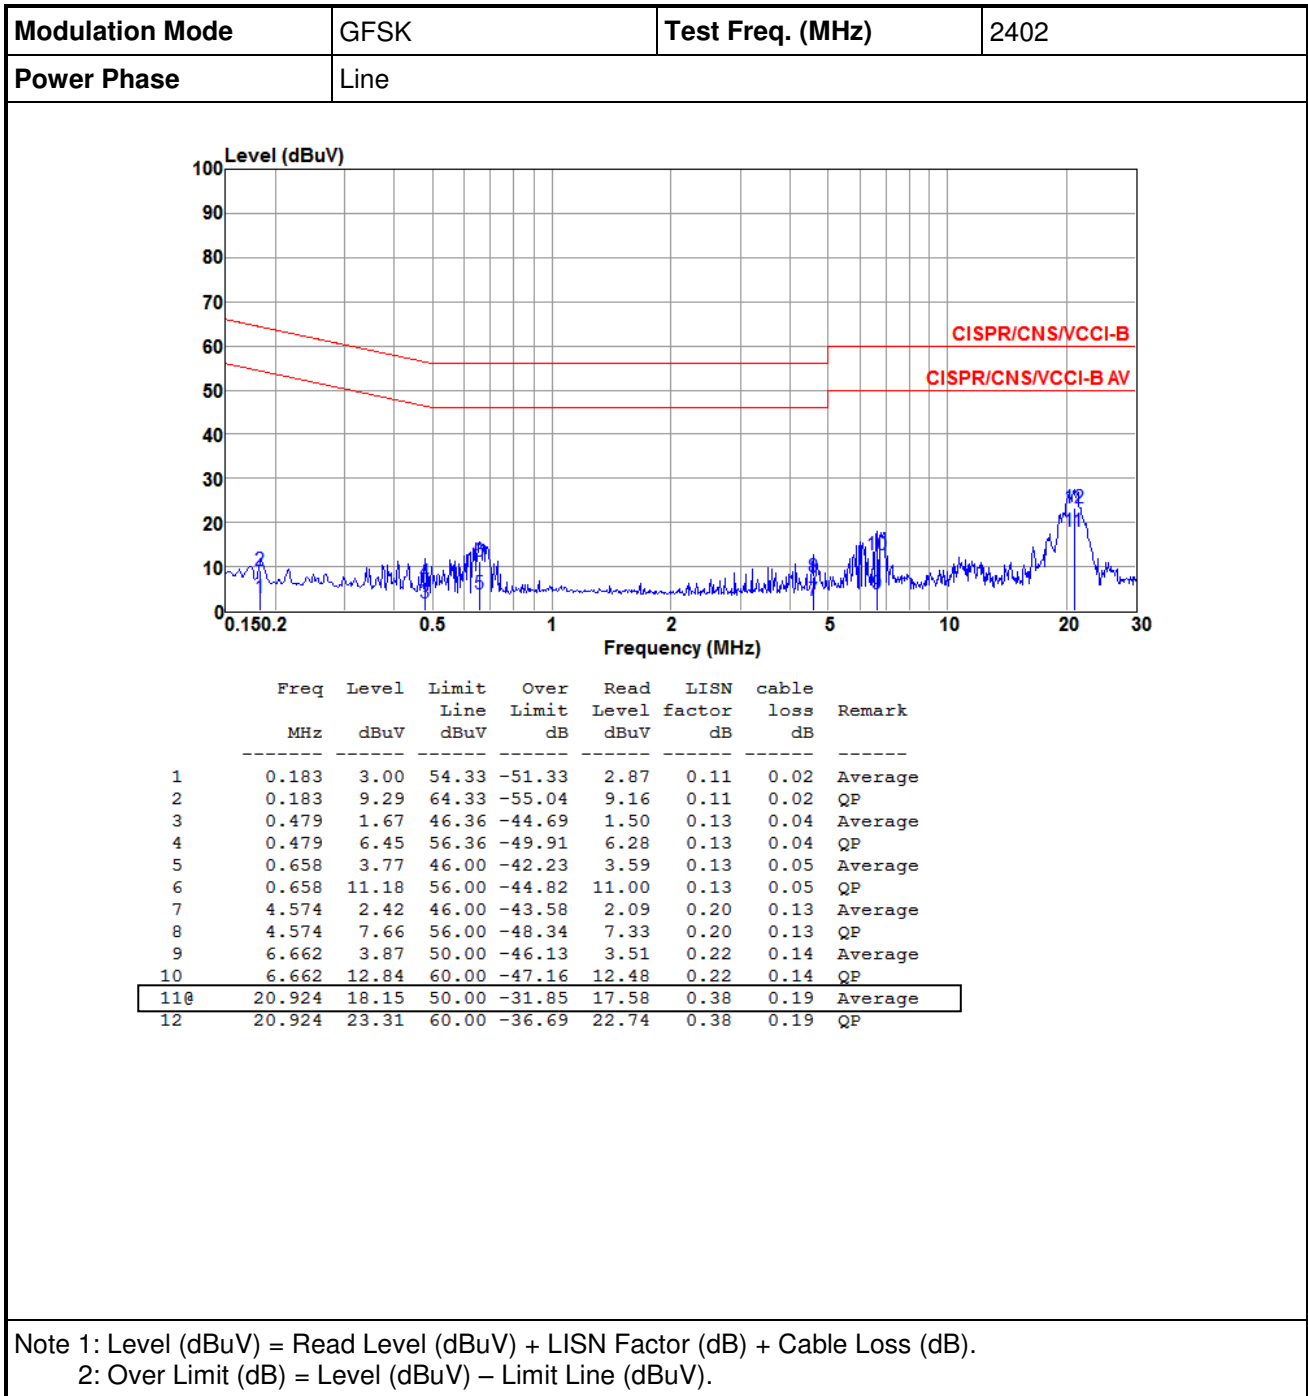 Modulation Mode GFSK Test Freq. (MHz) 2402
Power Phase Line
Level (dBuV)
100
90
80
70
CISPR/CNS/VCCI-B
60
CISPR/CNS/VCCI-B AV
50
40
30
20
10
0
0.15 0.2 0.5 1 2 5 10 20 30
Frequency (MHz)
Freq Level Limit Over Read LISN cable
Line Limit Level factor loss Remark
MHz dBuV dBuV dB dBuV dB dB
------- ------ ------ ------ ------ ------ ------ ------
1 0.183 3.00 54.33 -51.33 2.87 0.11 0.02 Average
2 0.183 9.29 64.33 -55.04 9.16 0.11 0.02 QP
3 0.479 1.67 46.36 -44.69 1.50 0.13 0.04 Average
4 0.479 6.45 56.36 -49.91 6.28 0.13 0.04 QP
5 0.658 3.77 46.00 -42.23 3.59 0.13 0.05 Average
6 0.658 11.18 56.00 -44.82 11.00 0.13 0.05 QP
7 4.574 2.42 46.00 -43.58 2.09 0.20 0.13 Average
8 4.574 7.66 56.00 -48.34 7.33 0.20 0.13 QP
9 6.662 3.87 50.00 -46.13 3.51 0.22 0.14 Average
10 6.662 12.84 60.00 -47.16 12.48 0.22 0.14 QP
11@ 20.924 18.15 50.00 -31.85 17.58 0.38 0.19 Average
12 20.924 23.31 60.00 -36.69 22.74 0.38 0.19 QP
Note 1: Level (dBuV) = Read Level (dBuV) + LISN Factor (dB) + Cable Loss (dB).
2: Over Limit (dB) = Level (dBuV) – Limit Line (dBuV).